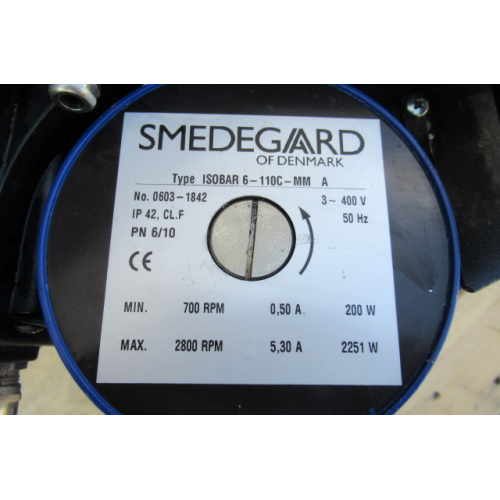 SMEDEGAARD
OF DENMARK
Type ISOBAR 6-110C-MM A
No. 0603-1842 3~ 400 V
IP 42, CL.F 50 Hz
PN 6/10
CE
MIN. 700 RPM 0,50 A 200 W
MAX. 2800 RPM 5,30 A 2251 W